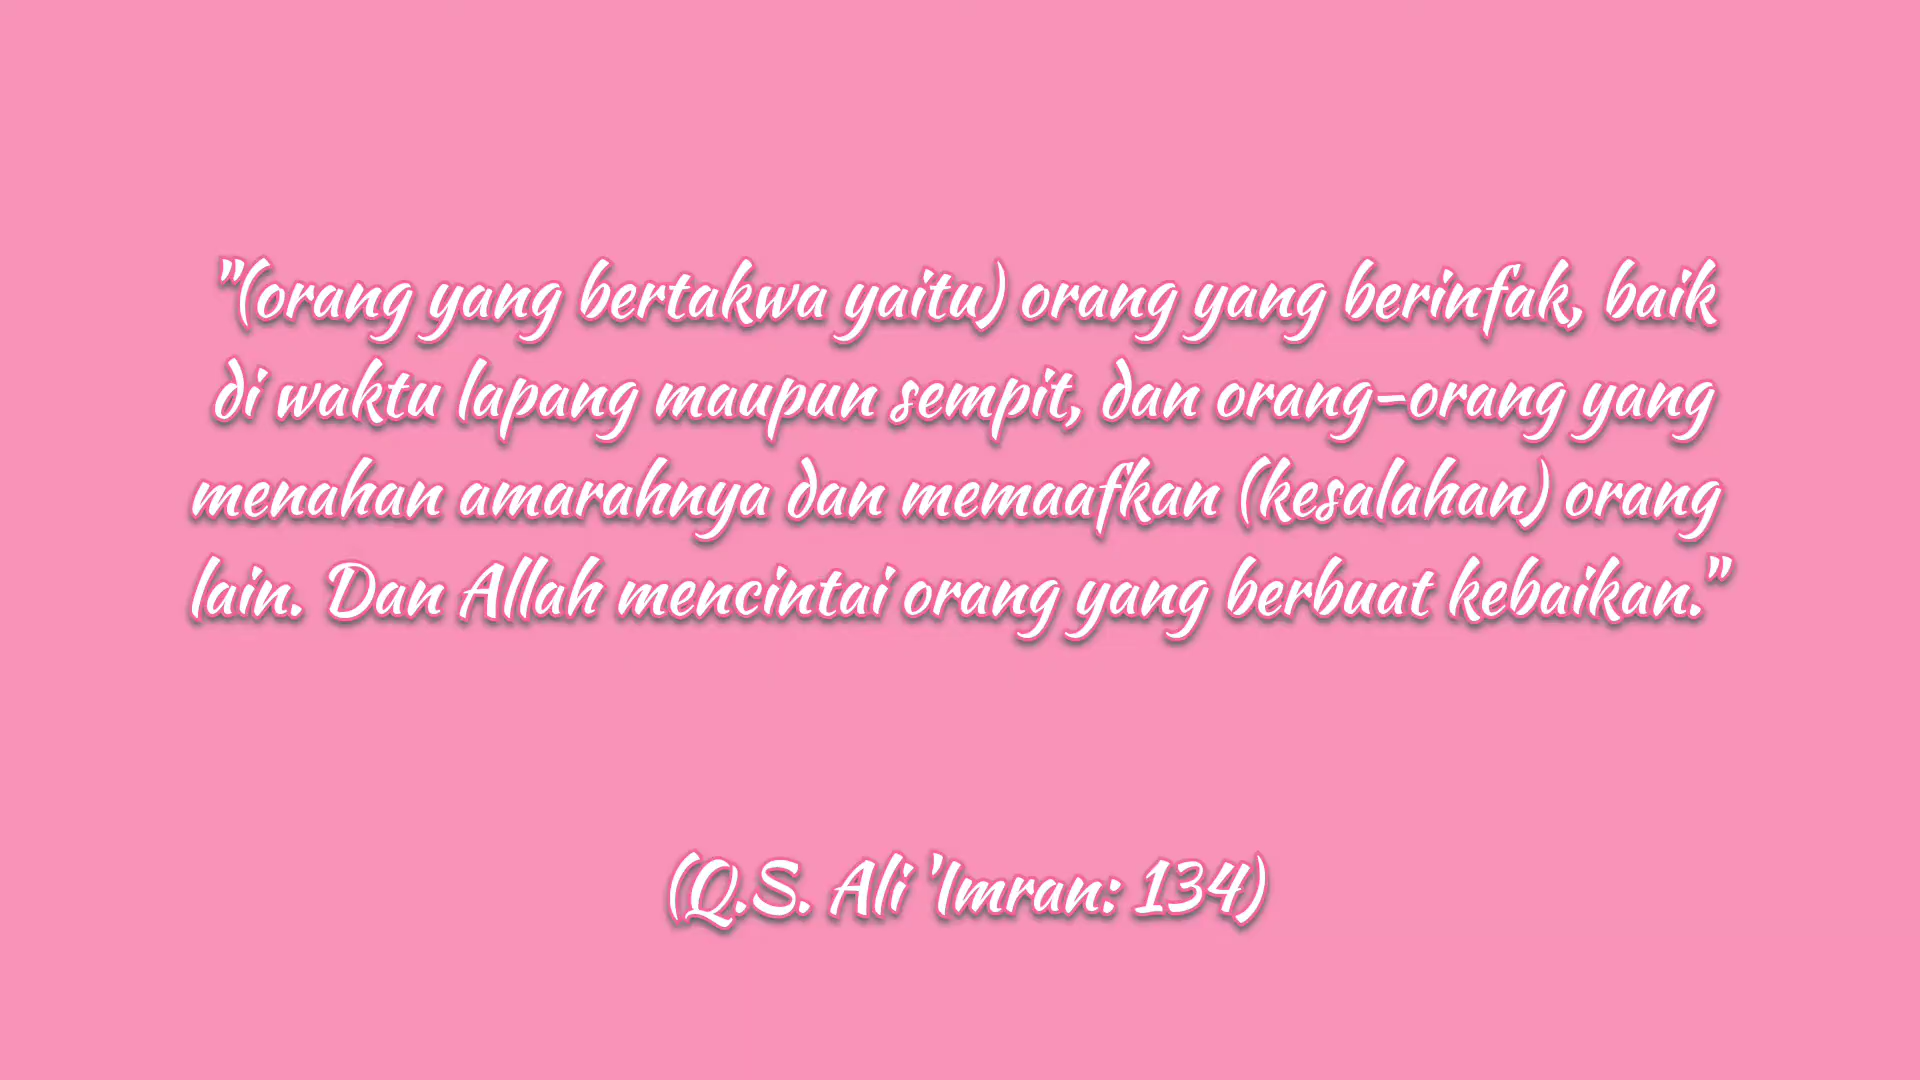 "(orang yang bertakwa yaitu) orang yang berinfak, baik
di waktu lapang maupun sempit, dan orang-orang yang
menahan amarahnya dan memaafkan (kesalahan) orang
lain. Dan Allah mencintai orang yang berbuat kebaikan."
(Q.S. Ali 'Imran: 134)